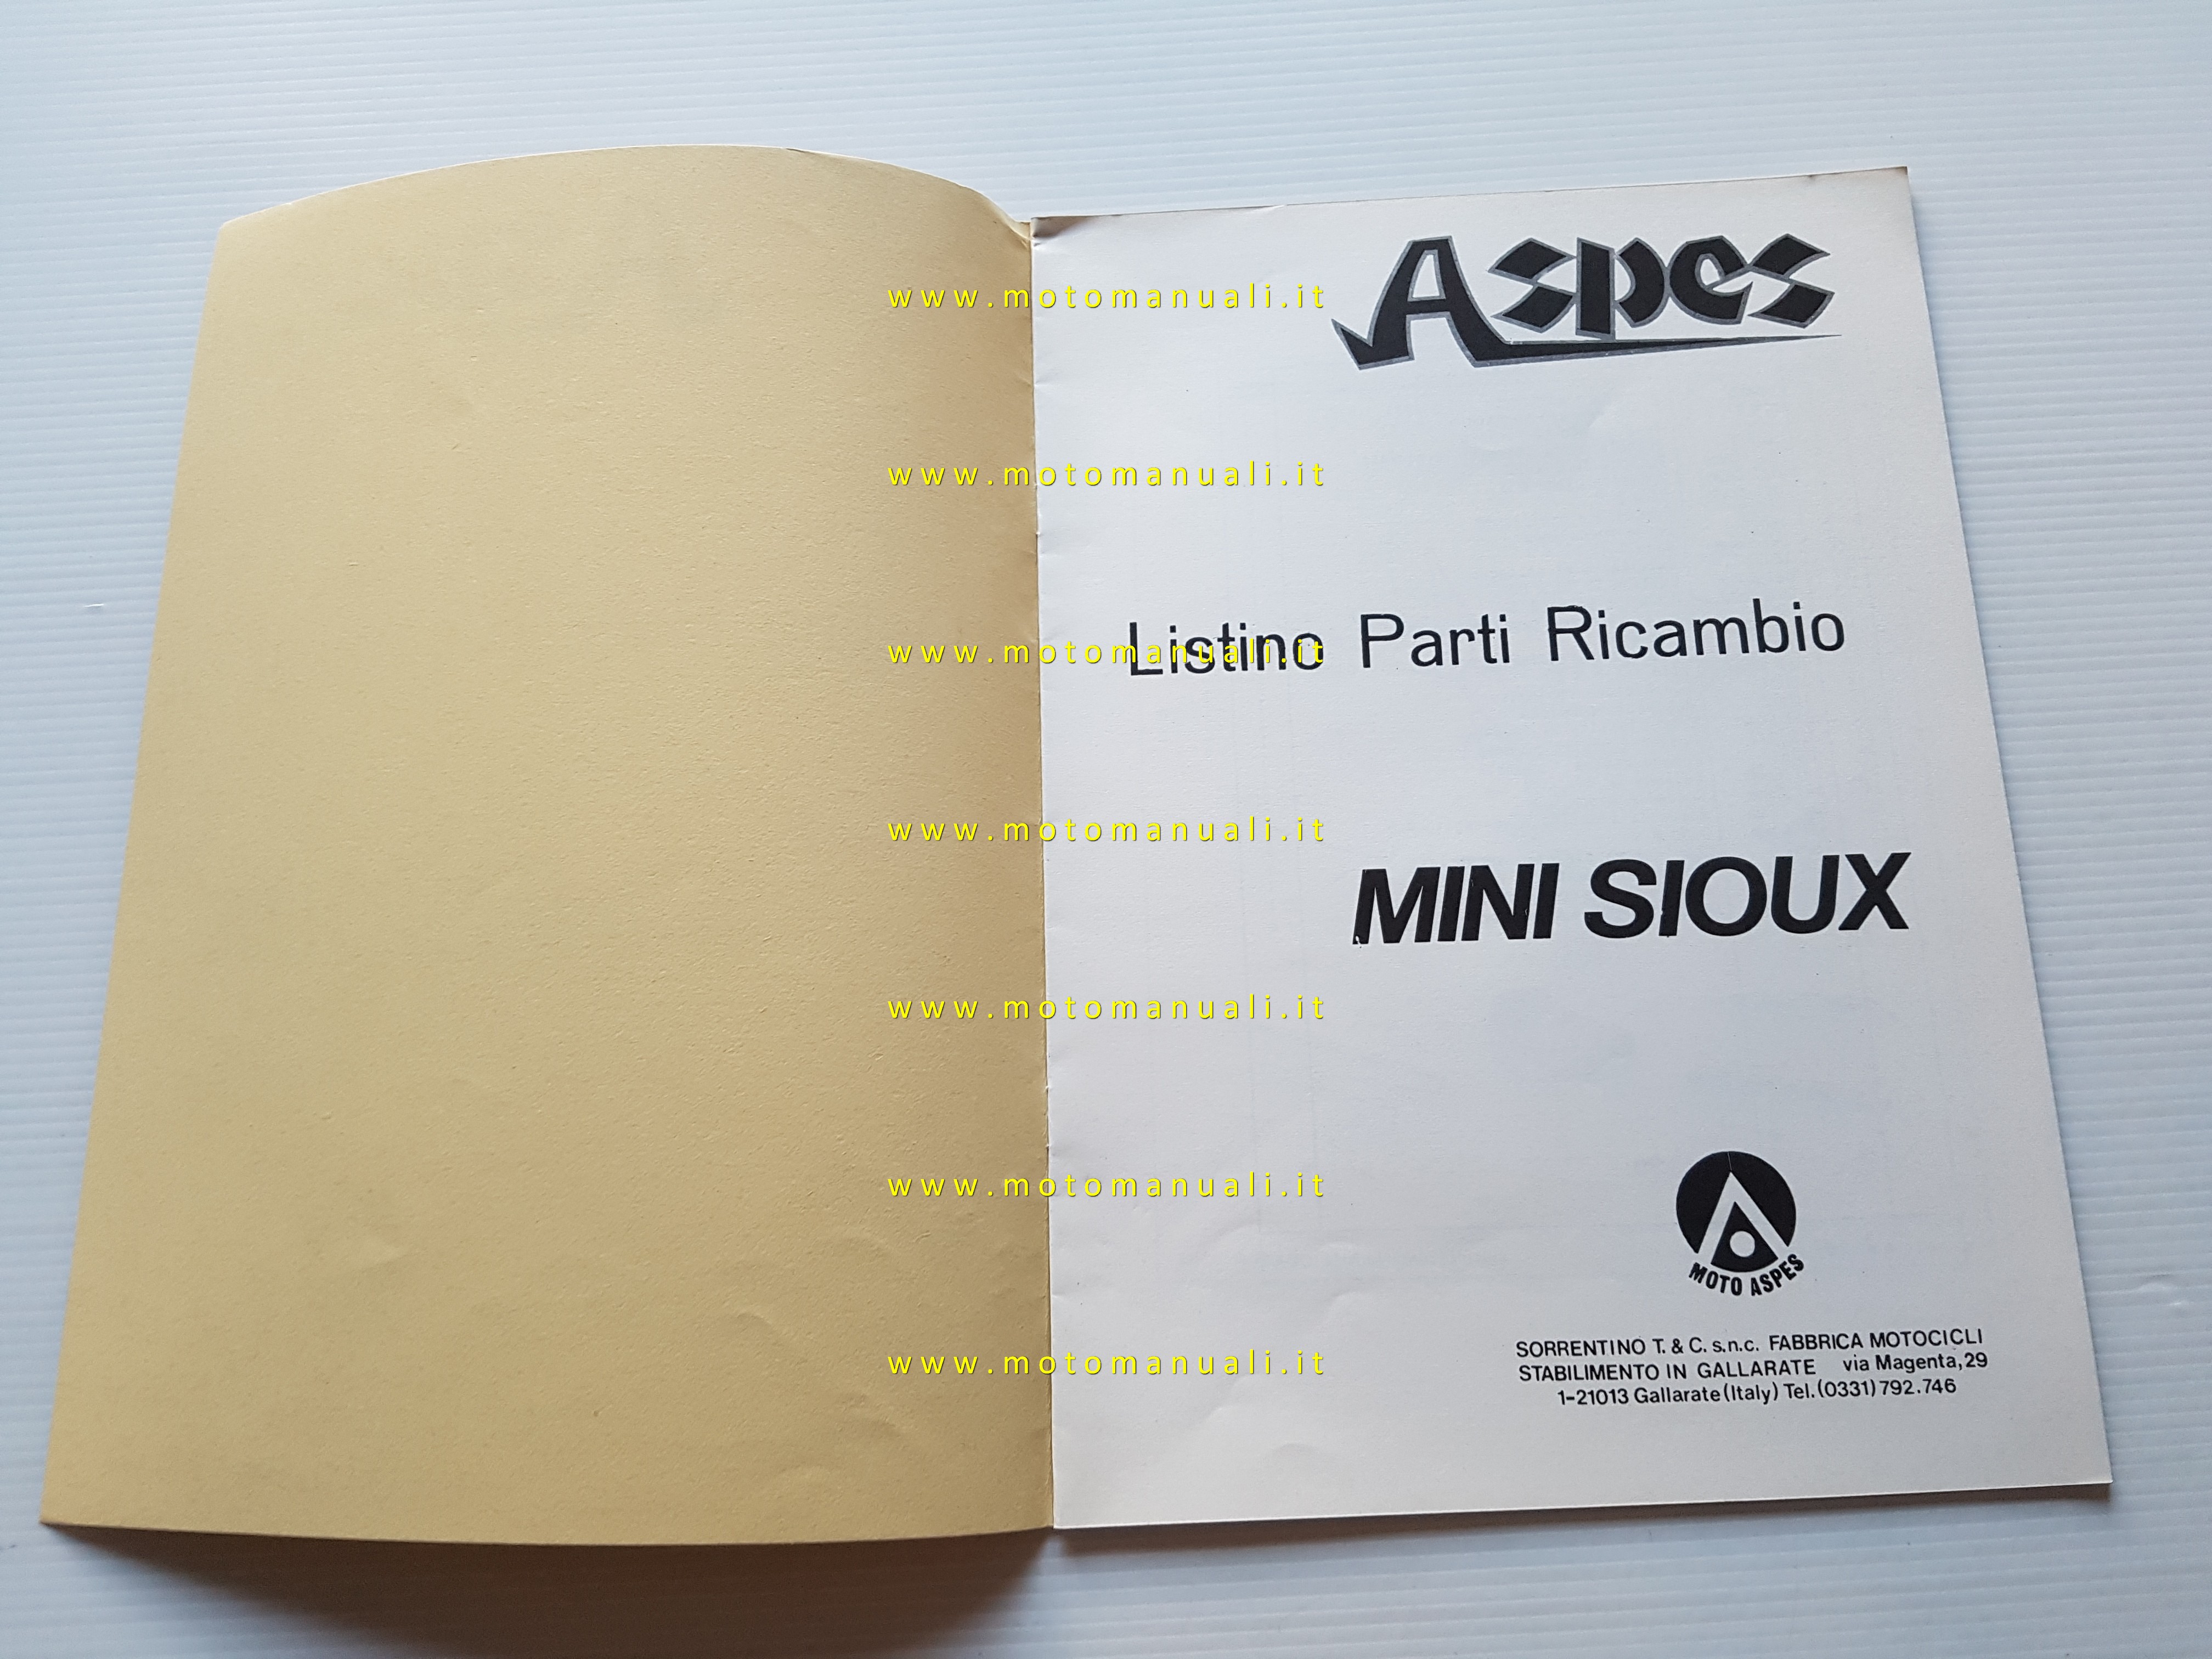 Aspes
www.motomanuali.it
www.motomanuali.it
Listino Parti Ricambio
www.motomanuali.it
www.motomanuali.it
MINI SIOUX
www.motomanuali.it
www.motomanuali.it
MOTO ASPES
SORRENTINO T. & C. s.n.c. FABBRICA MOTOCICLI
www.motomanuali.it
STABILIMENTO IN GALLARATE via Magenta, 29
1-21013 Gallarate (Italy) Tel. (0331) 792.746